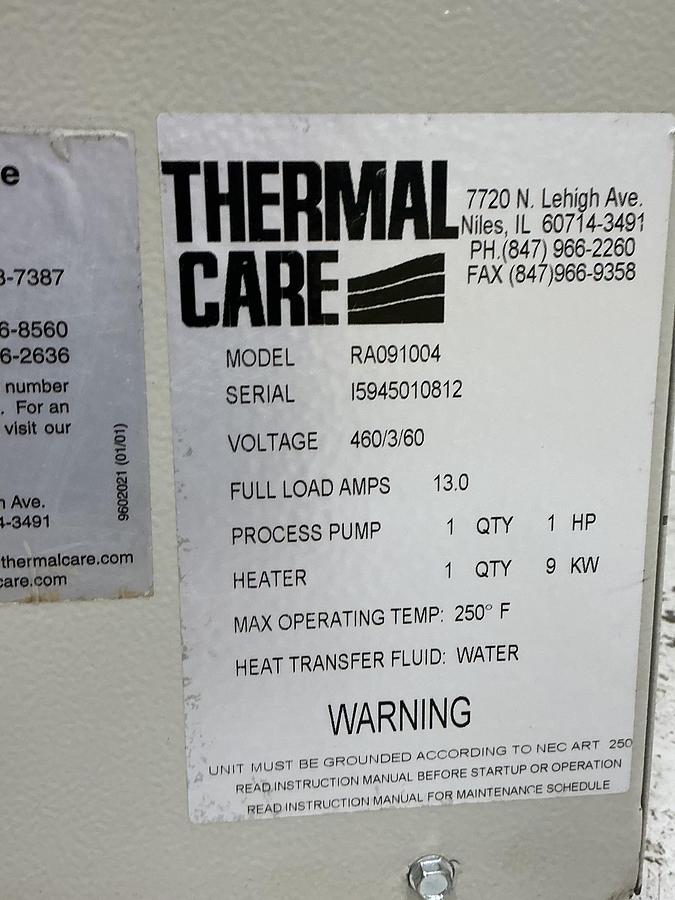 e
3-7387
6-8560
6-2636
number
. For an
visit our
9602021 (01/01)
Ave.
4-3491
thermalcare.com
care.com
THERMAL
CARE
7720 N. Lehigh Ave.
Niles, IL 60714-3491
PH.(847) 966-2260
FAX (847)966-9358
MODEL RA091004
SERIAL I5945010812
VOLTAGE 460/3/60
FULL LOAD AMPS 13.0
PROCESS PUMP 1 QTY 1 HP
HEATER 1 QTY 9 KW
MAX OPERATING TEMP: 250° F
HEAT TRANSFER FLUID: WATER
WARNING
UNIT MUST BE GROUNDED ACCORDING TO NEC ART 250
READ INSTRUCTION MANUAL BEFORE STARTUP OR OPERATION
READ INSTRUCTION MANUAL FOR MAINTENANCE SCHEDULE